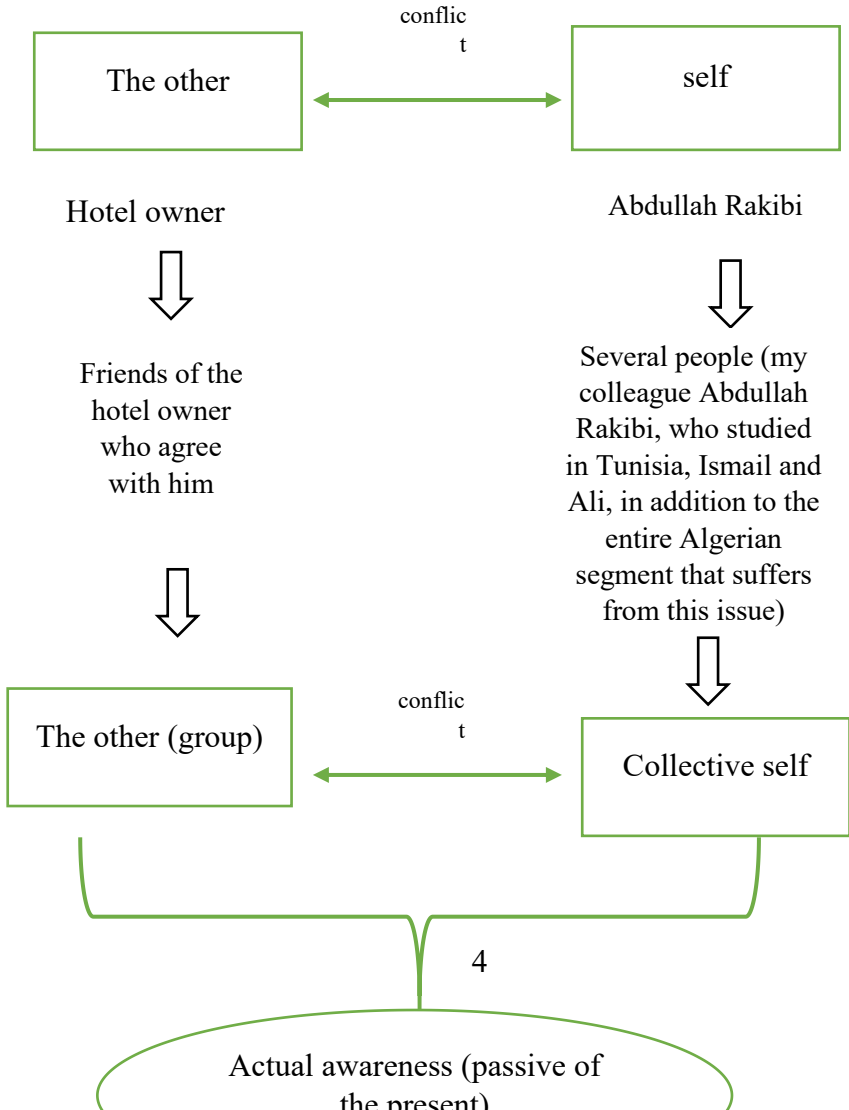 conflic
t
The other
self
Hotel owner
Abdullah Rakibi
Friends of the
hotel owner
who agree
with him
Several people (my
colleague Abdullah
Rakibi, who studied
in Tunisia, Ismail and
Ali, in addition to the
entire Algerian
segment that suffers
from this issue)
conflic
t
The other (group)
Collective self
4
Actual awareness (passive of
the present)